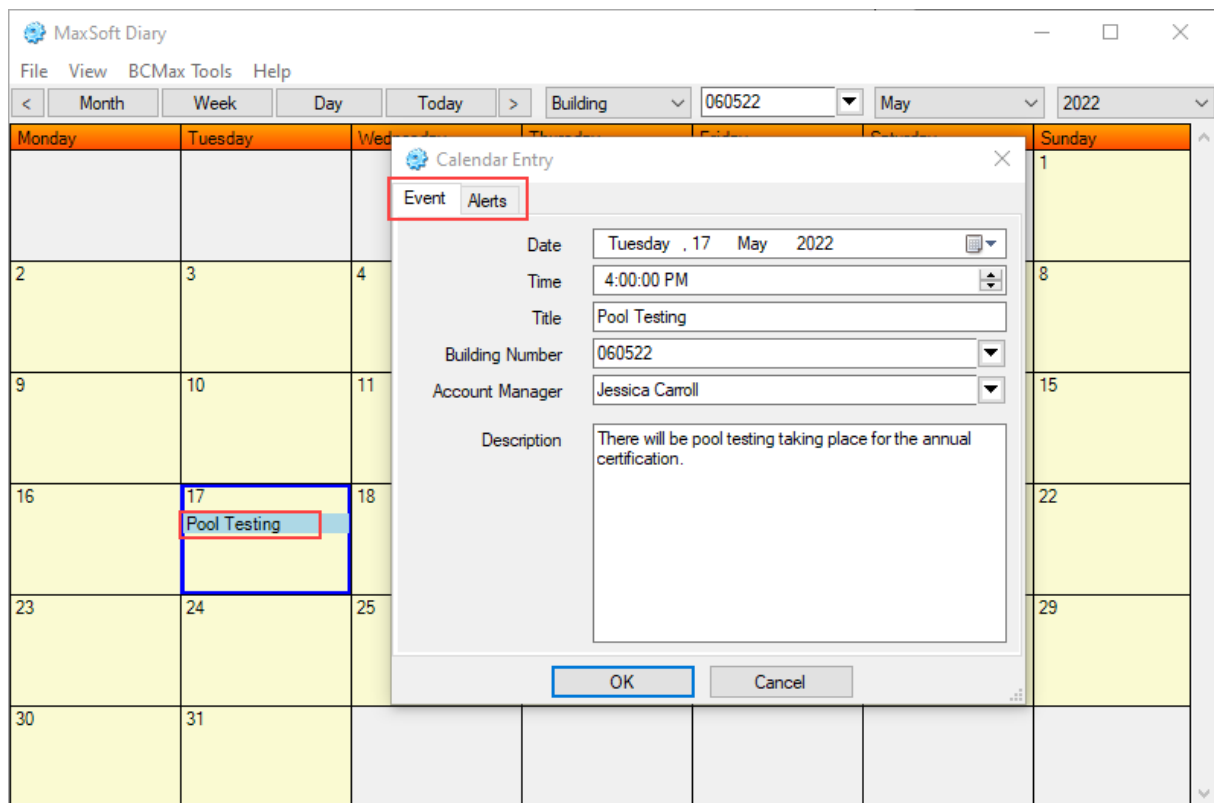 MaxSoft Diary
File View BCMax Tools Help
< Month Week Day Today > Building 060522 May 2022
Monday Tuesday Sunday
Calendar Entry
1
Event Alerts
Date Tuesday , 17 May 2022
2 3 4 8
Time 4:00:00 PM
Title Pool Testing
Building Number 060522
9 10 11 15
Account Manager Jessica Carroll
Description There will be pool testing taking place for the annual
certification.
16 17 18 22
Pool Testing
23 24 25 29
OK Cancel
30 31